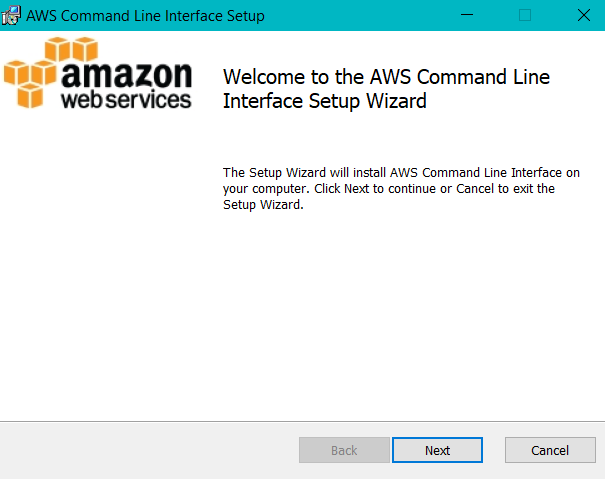 AWS Command Line Interface Setup
amazon
web services
Welcome to the AWS Command Line
Interface Setup Wizard
The Setup Wizard will install AWS Command Line Interface on
your computer. Click Next to continue or Cancel to exit the
Setup Wizard.
Back
Next
Cancel